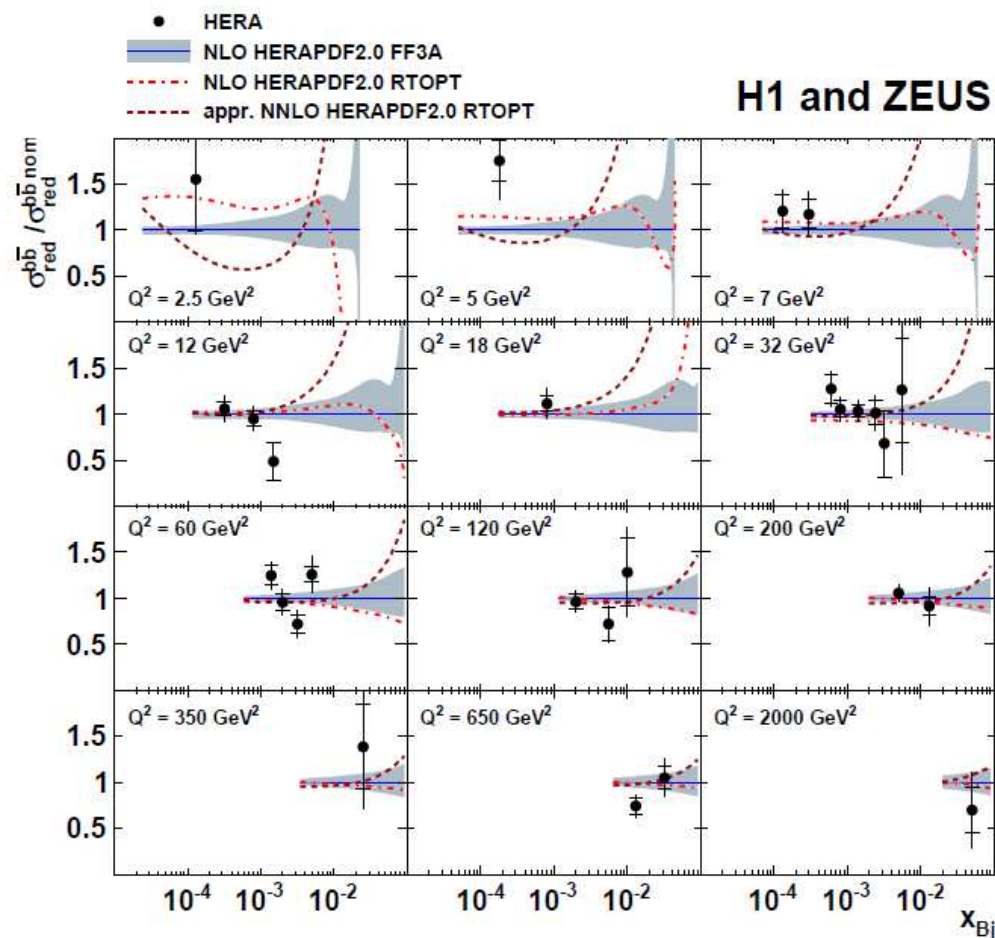 HERA
NLO HERAPDF2.0 FF3A
NLO HERAPDF2.0 RTOPT
appr. NNLO HERAPDF2.0 RTOPT
H1 and ZEUS
σ_red^{bb̄} / σ_red^{bb̄ nom}
1.5
1
0.5
Q² = 2.5 GeV²
Q² = 5 GeV²
Q² = 7 GeV²
1.5
1
0.5
Q² = 12 GeV²
Q² = 18 GeV²
Q² = 32 GeV²
1.5
1
0.5
Q² = 60 GeV²
Q² = 120 GeV²
Q² = 200 GeV²
1.5
1
0.5
Q² = 350 GeV²
Q² = 650 GeV²
Q² = 2000 GeV²
10⁻⁴ 10⁻³ 10⁻² 10⁻⁴ 10⁻³ 10⁻² 10⁻⁴ 10⁻³ 10⁻²
x_Bj